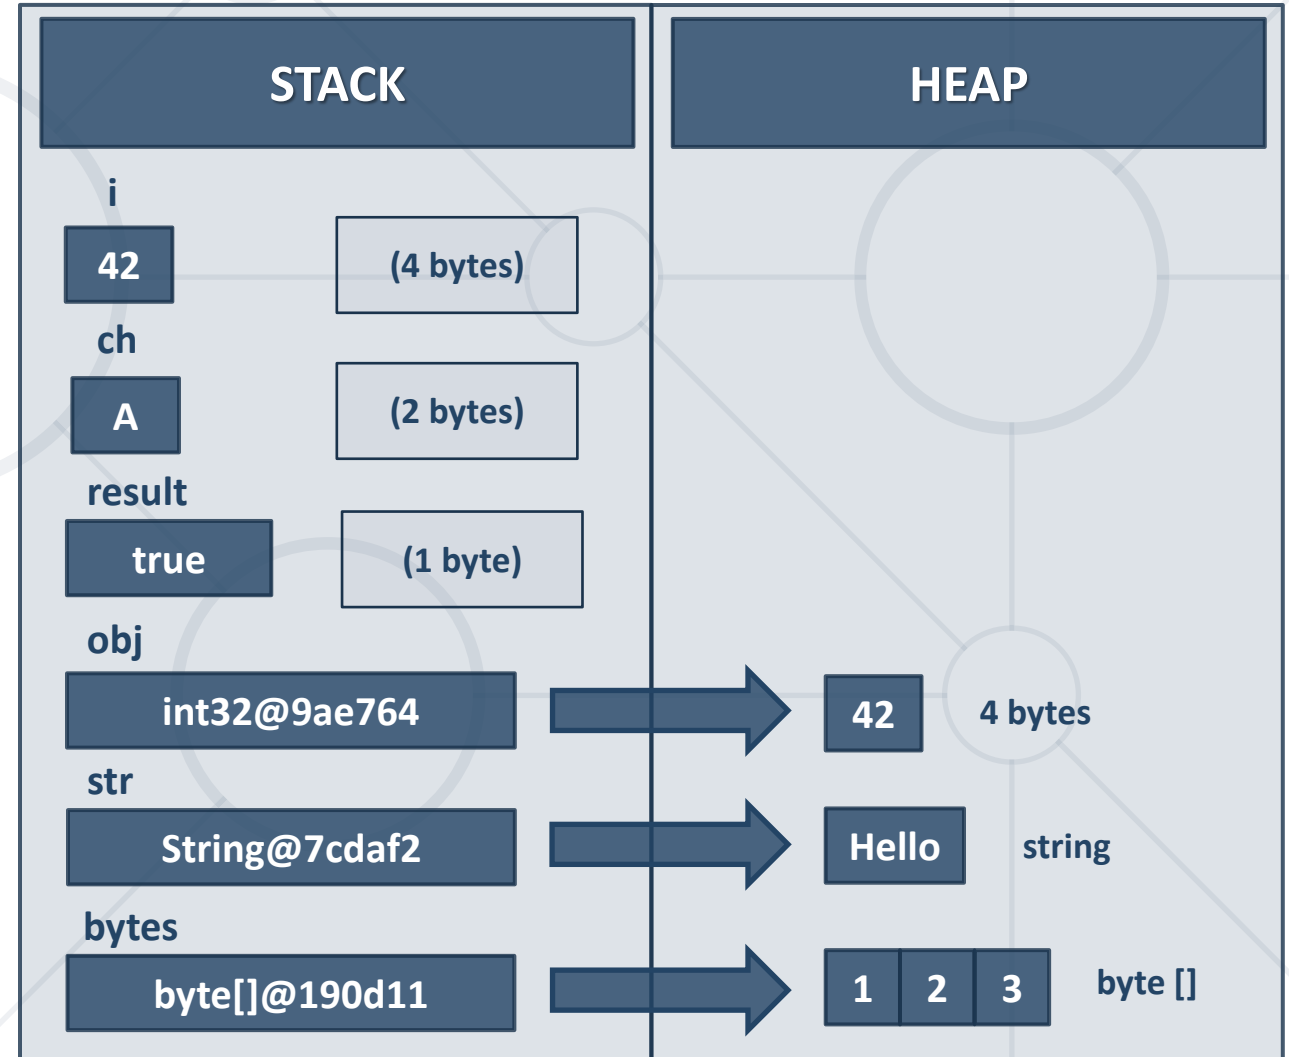 STACK
HEAP
i
42
(4 bytes)
ch
A
(2 bytes)
result
true
(1 byte)
obj
int32@9ae764
42
4 bytes
str
String@7cdaf2
Hello
string
bytes
byte[]@190d11
1 2 3
byte []